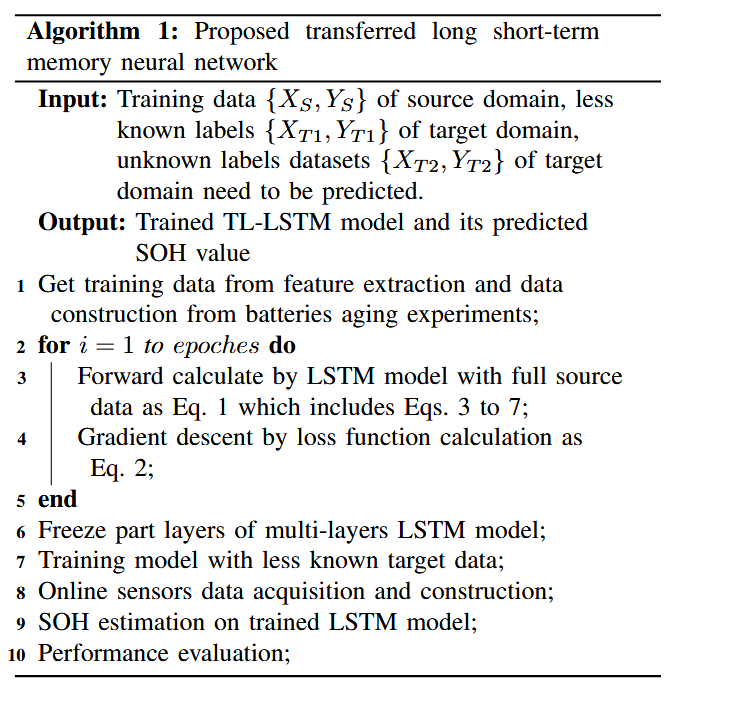 Algorithm 1: Proposed transferred long short-term
memory neural network
Input: Training data {X_S, Y_S} of source domain, less
known labels {X_{T1}, Y_{T1}} of target domain,
unknown labels datasets {X_{T2}, Y_{T2}} of target
domain need to be predicted.
Output: Trained TL-LSTM model and its predicted
SOH value
1 Get training data from feature extraction and data
construction from batteries aging experiments;
2 for i = 1 to epoches do
3 Forward calculate by LSTM model with full source
data as Eq. 1 which includes Eqs. 3 to 7;
4 Gradient descent by loss function calculation as
Eq. 2;
5 end
6 Freeze part layers of multi-layers LSTM model;
7 Training model with less known target data;
8 Online sensors data acquisition and construction;
9 SOH estimation on trained LSTM model;
10 Performance evaluation;